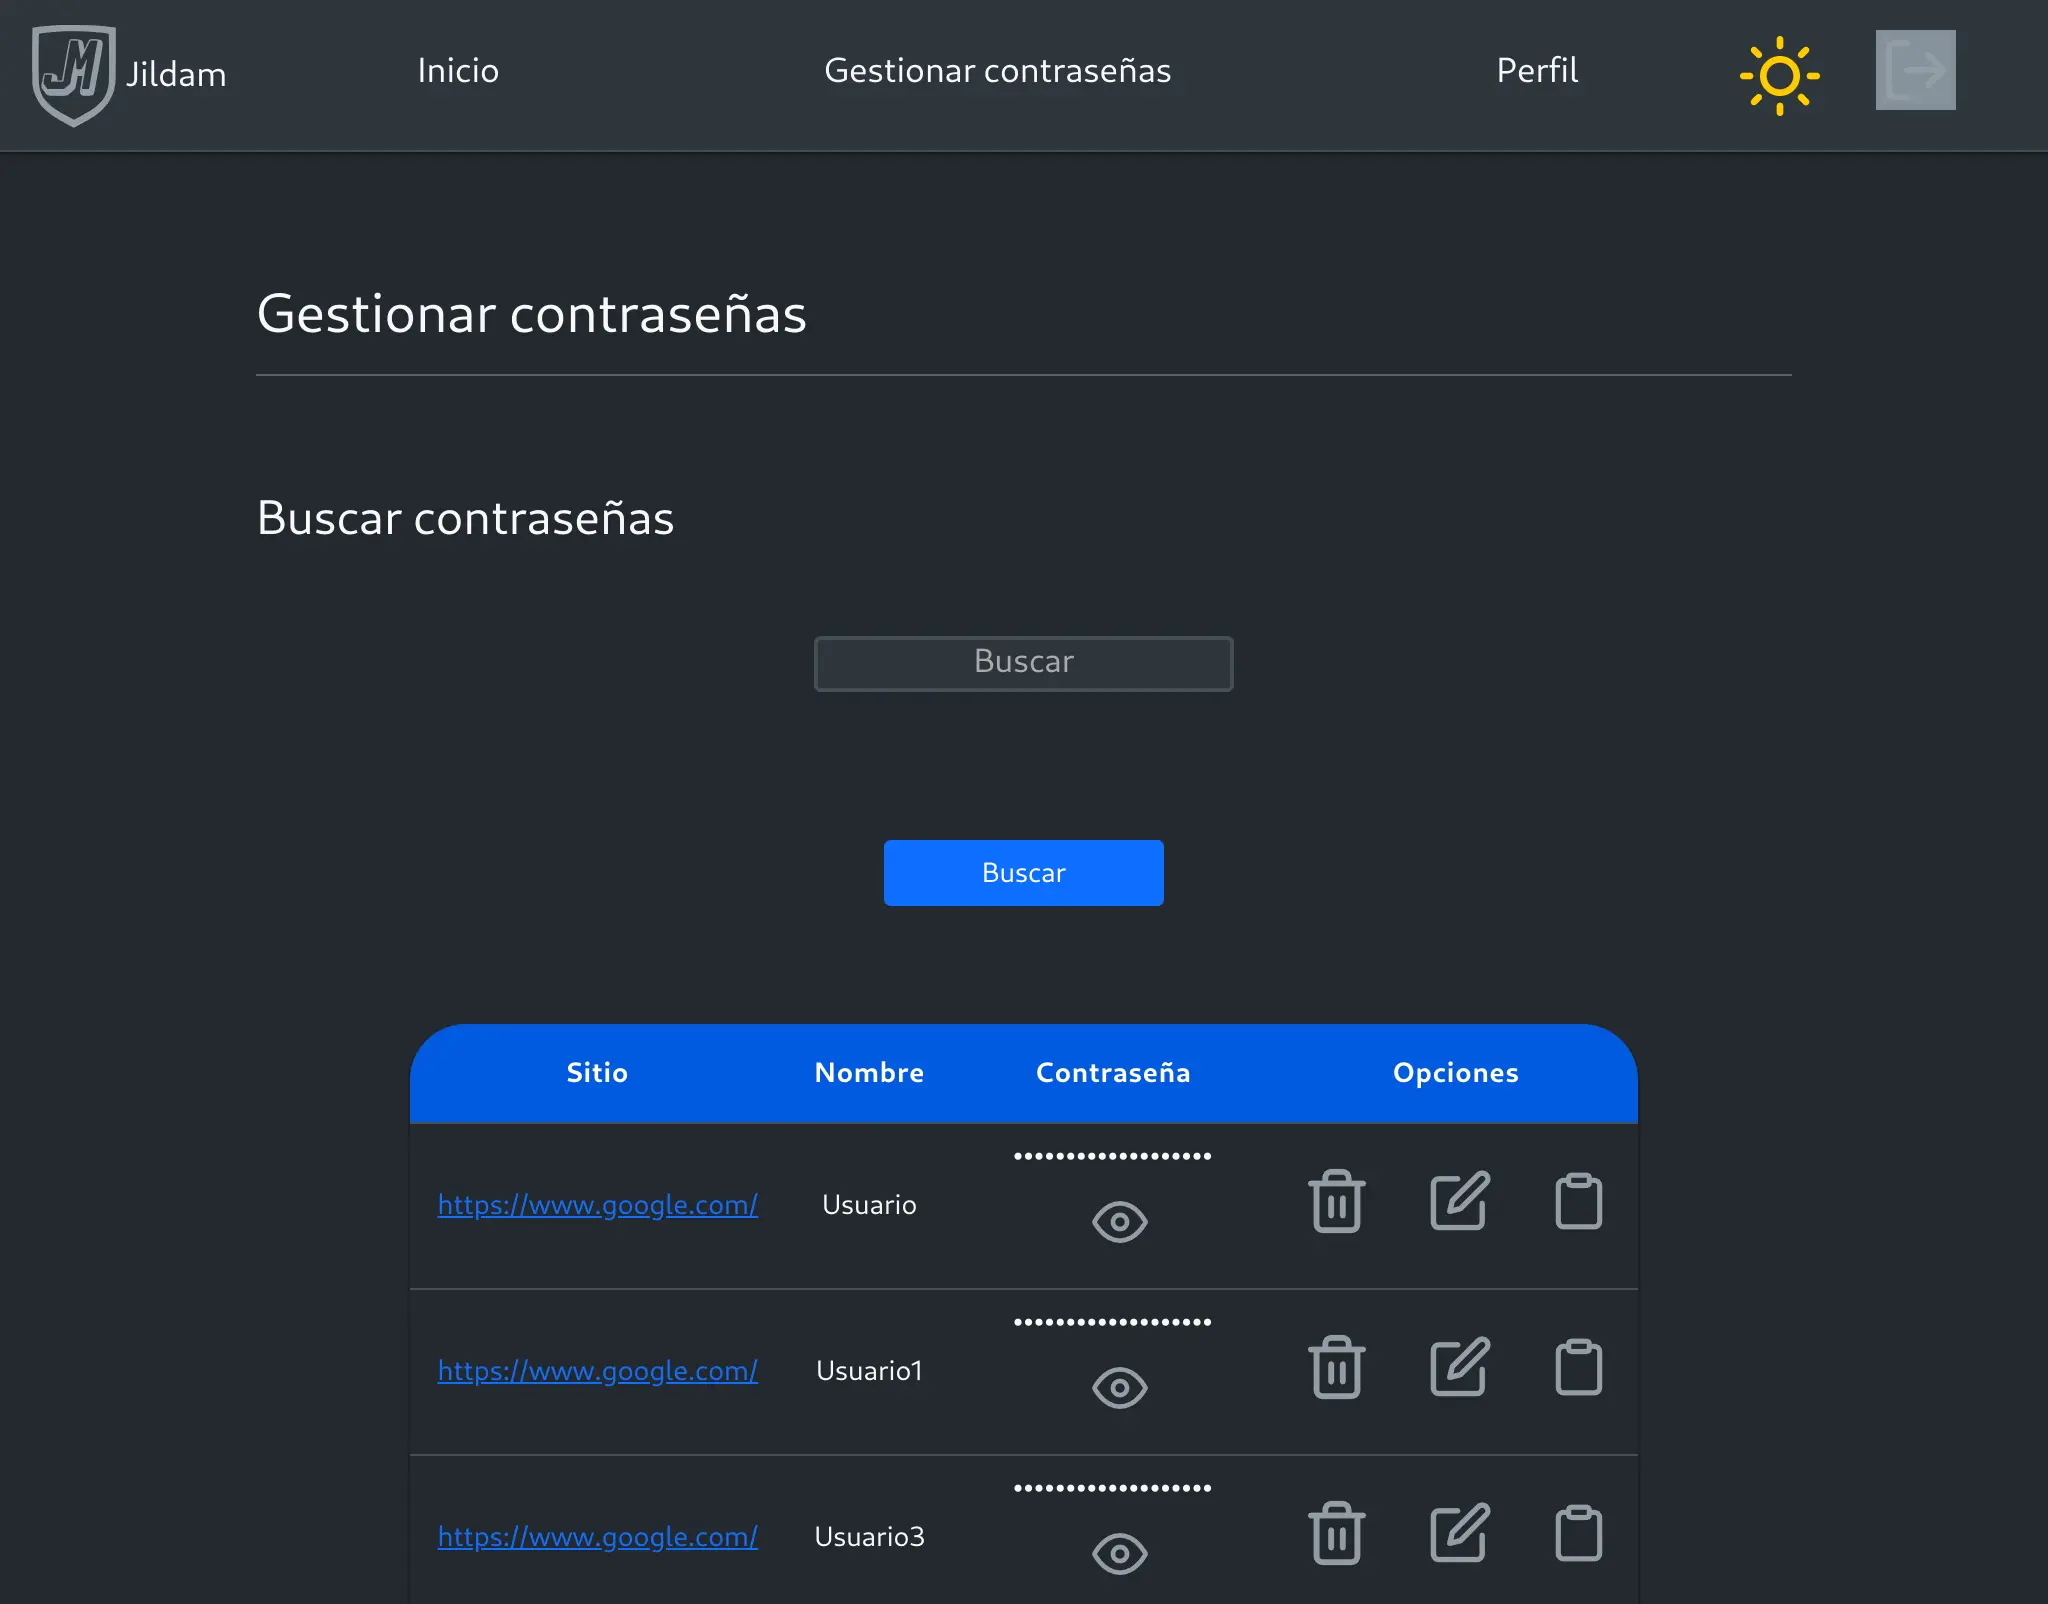 JM Jildam Inicio Gestionar contraseñas Perfil
Gestionar contraseñas
Buscar contraseñas
Buscar
Buscar
Sitio Nombre Contraseña Opciones
•••••••••••••••••••
https://www.google.com/ Usuario
•••••••••••••••••••
https://www.google.com/ Usuario1
•••••••••••••••••••
https://www.google.com/ Usuario3